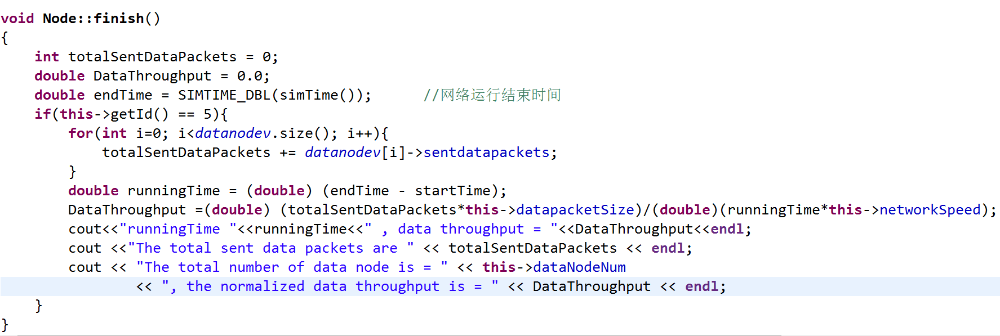 void Node::finish()
{
    int totalSentDataPackets = 0;
    double DataThroughput = 0.0;
    double endTime = SIMTIME_DBL(simTime());      //网络运行结束时间
    if(this->getId() == 5){
        for(int i=0; i<datanodev.size(); i++){
            totalSentDataPackets += datanodev[i]->sentdatapackets;
        }
        double runningTime = (double) (endTime - startTime);
        DataThroughput =(double) (totalSentDataPackets*this->datapacketSize)/(double)(runningTime*this->networkSpeed);
        cout<<"runningTime "<<runningTime<<" , data throughput = "<<DataThroughput<<endl;
        cout <<"The total sent data packets are " << totalSentDataPackets << endl;
        cout << "The total number of data node is = " << this->dataNodeNum
                << ", the normalized data throughput is = " << DataThroughput << endl;
    }
}